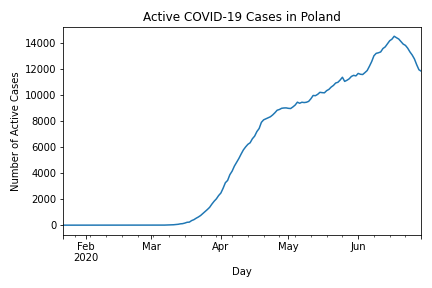 Active COVID-19 Cases in Poland
Number of Active Cases
14000
12000
10000
8000
6000
4000
2000
0
Feb
2020
Mar
Apr
May
Jun
Day